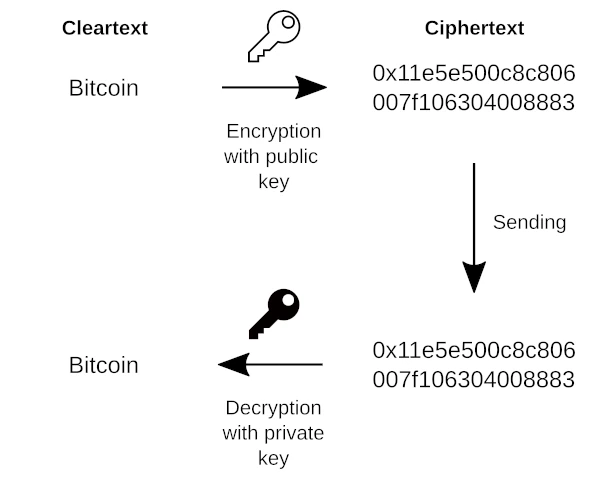 Cleartext
Ciphertext
Bitcoin
0x11e5e500c8c806
007f106304008883
Encryption
with public
key
Sending
Bitcoin
0x11e5e500c8c806
007f106304008883
Decryption
with private
key